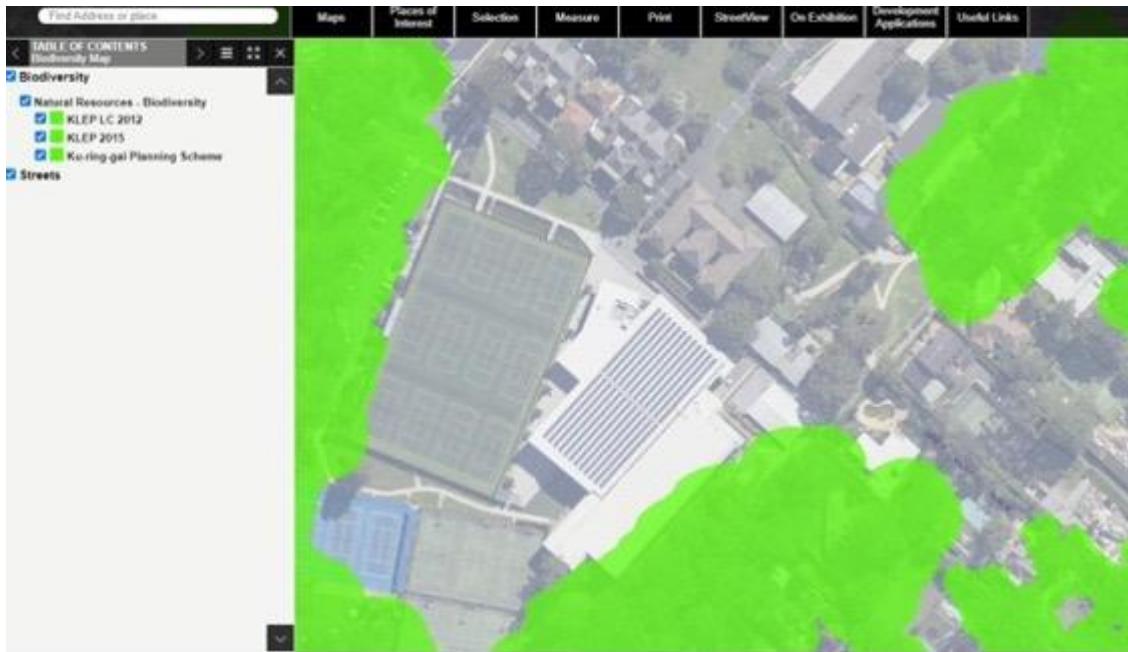 Find Address or place
Maps
Places of Interest
Selection
Measure
Print
StreetView
On Exhibition
Development Applications
Useful Links
TABLE OF CONTENTS
Biodiversity Map
Biodiversity
Natural Resources - Biodiversity
KLEP LC 2012
KLEP 2015
Ku-ring-gai Planning Scheme
Streets